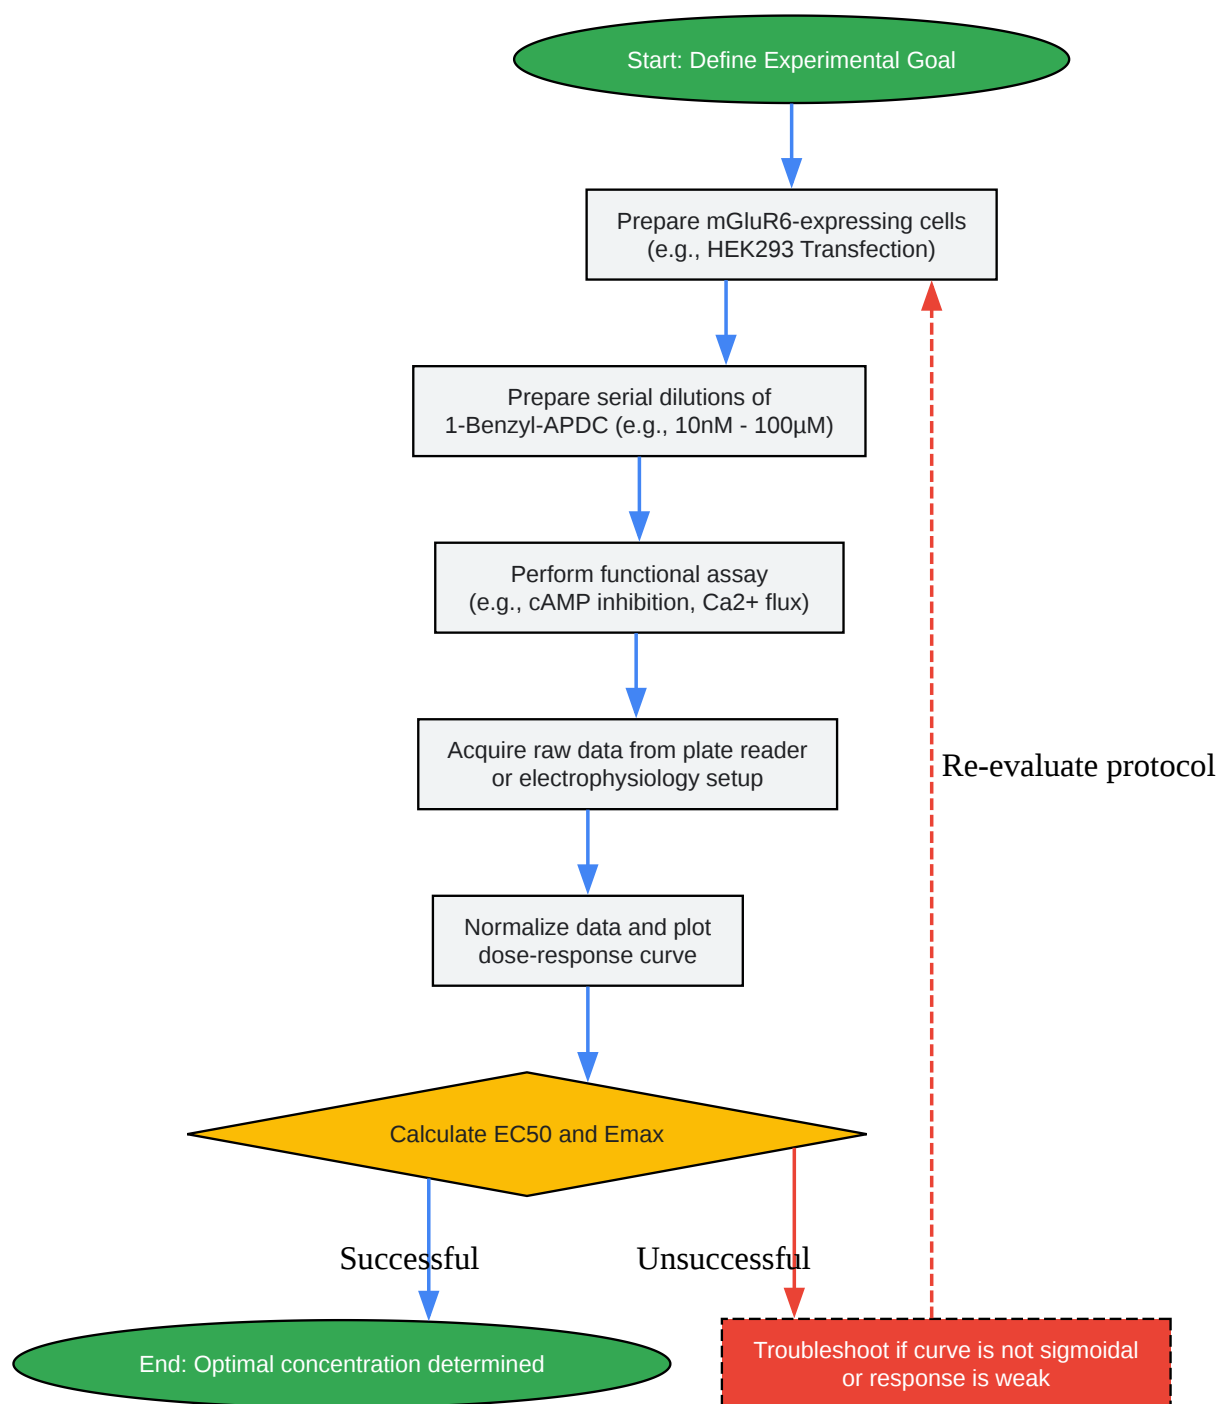 Start: Define Experimental Goal
Prepare mGluR6-expressing cells
(e.g., HEK293 Transfection)
Prepare serial dilutions of
1-Benzyl-APDC (e.g., 10nM - 100µM)
Perform functional assay
(e.g., cAMP inhibition, Ca2+ flux)
Acquire raw data from plate reader
or electrophysiology setup
Re-evaluate protocol
Normalize data and plot
dose-response curve
Calculate EC50 and Emax
Successful
Unsuccessful
End: Optimal concentration determined
Troubleshoot if curve is not sigmoidal
or response is weak